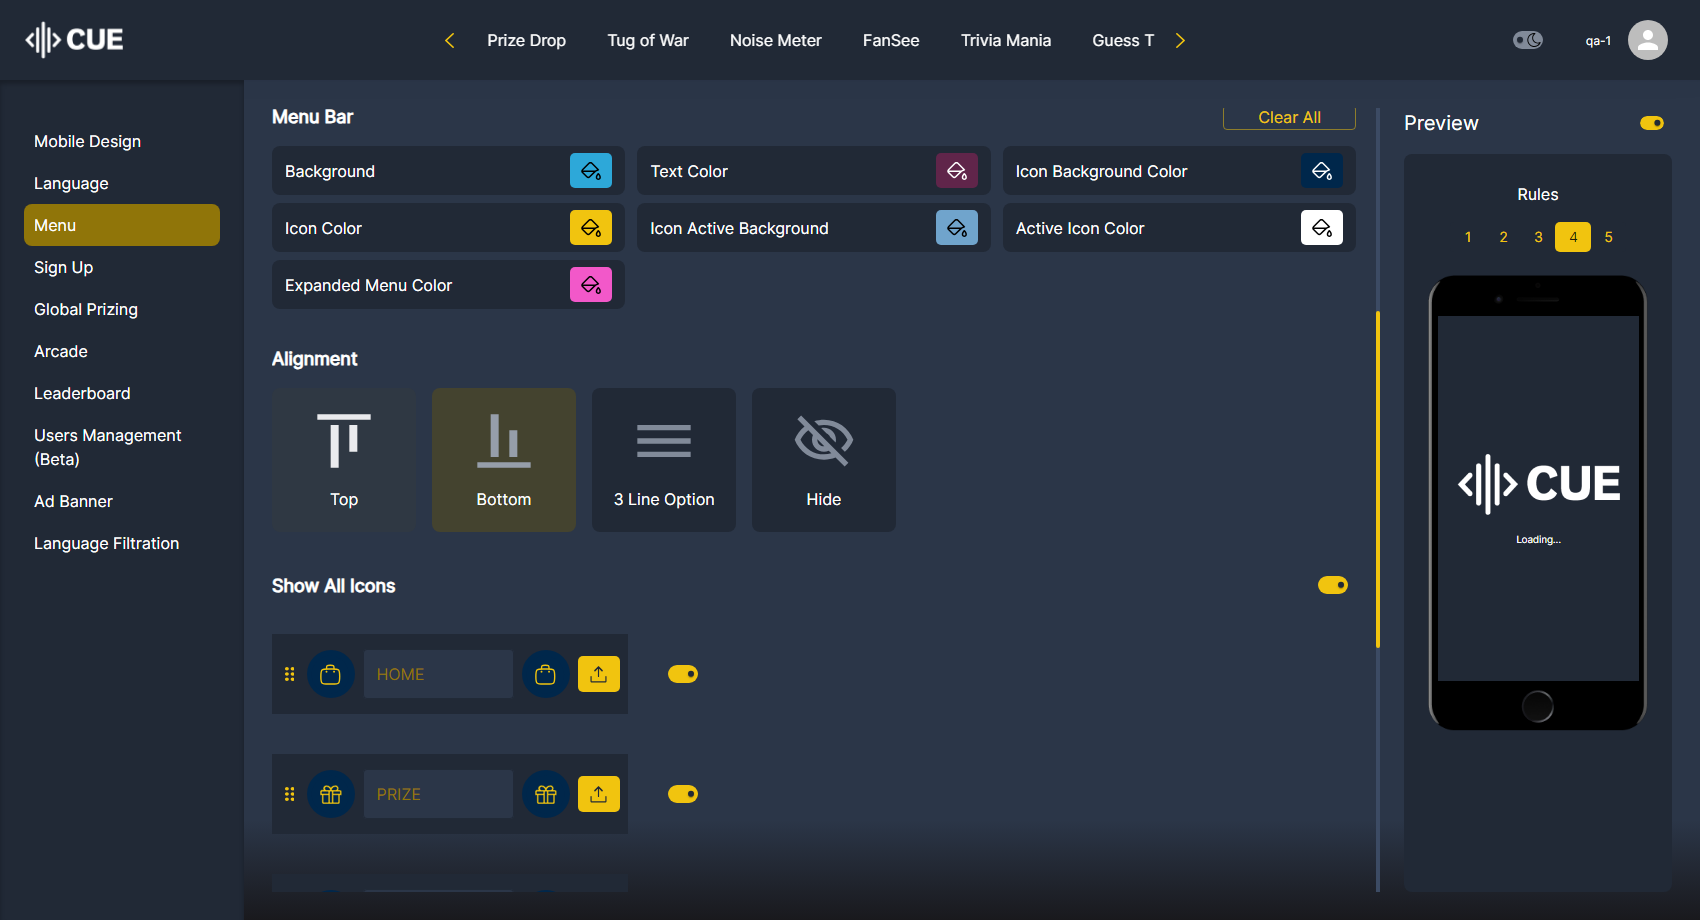 CUE
Prize Drop
Tug of War
Noise Meter
FanSee
Trivia Mania
Guess T
qa-1
Mobile Design
Language
Menu
Sign Up
Global Prizing
Arcade
Leaderboard
Users Management
(Beta)
Ad Banner
Language Filtration
Menu Bar
Clear All
Background
Text Color
Icon Background Color
Icon Color
Icon Active Background
Active Icon Color
Expanded Menu Color
Alignment
Top
Bottom
3 Line Option
Hide
Show All Icons
HOME
PRIZE
Preview
Rules
1 2 3 4 5
CUE
Loading...